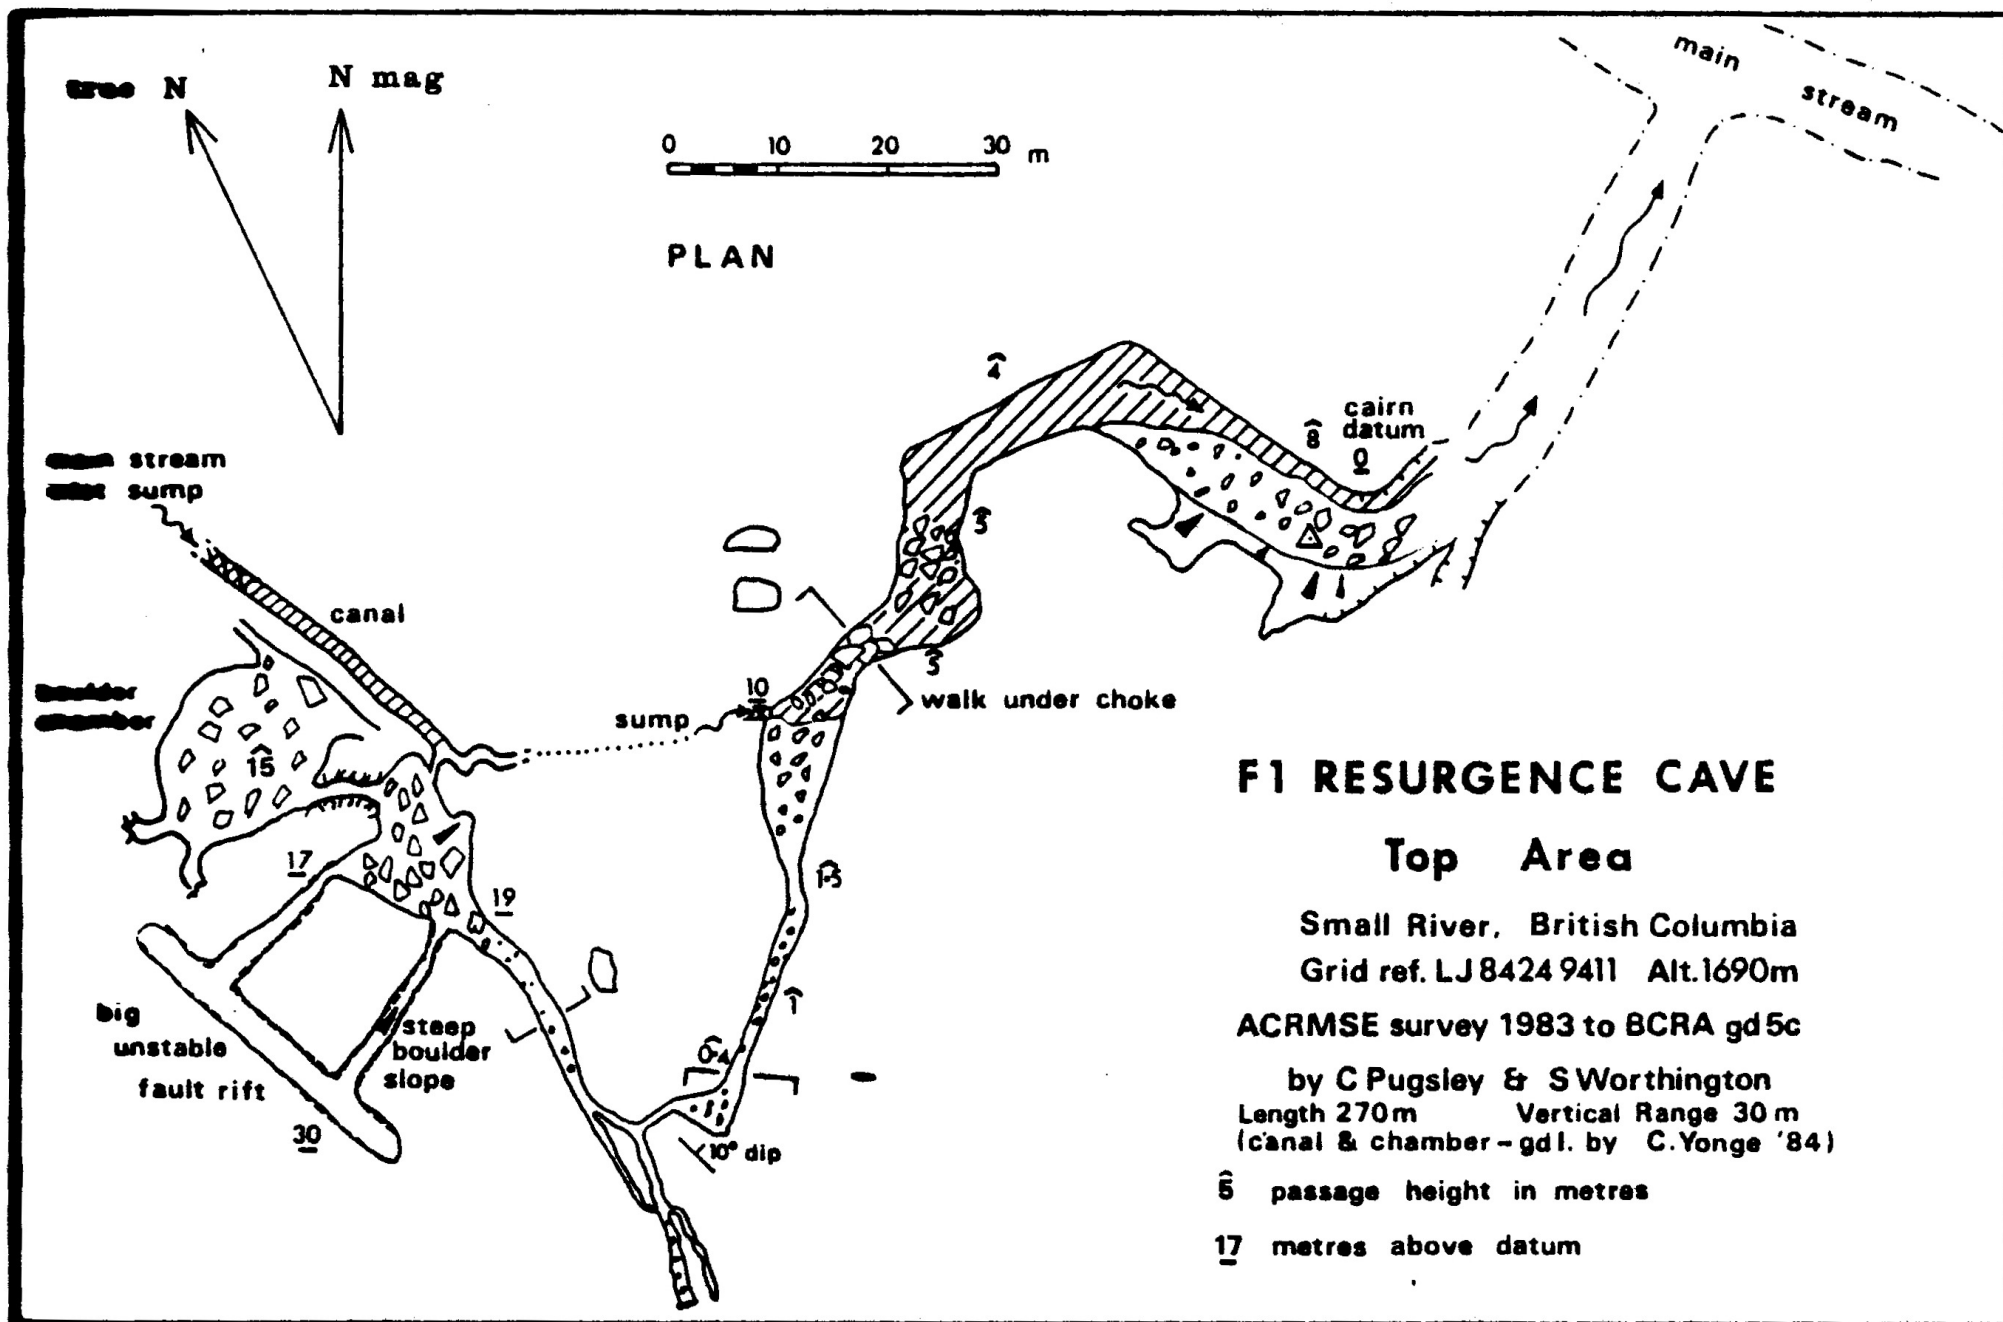 true N
N mag
0 10 20 30 m
PLAN
main
stream
4
8
cairn
datum
0
stream
sump
canal
boulder
chamber
15
17
19
10
sump
5
5
walk under choke
1.5
1
0.4
10° dip
big
unstable
fault rift
30
steep
boulder
slope
F1 RESURGENCE CAVE
Top Area
Small River, British Columbia
Grid ref. LJ 8424 9411 Alt. 1690m
ACRMSE survey 1983 to BCRA gd 5c
by C Pugsley & S Worthington
Length 270m Vertical Range 30 m
(canal & chamber – gd1. by C. Yonge '84)
5 passage height in metres
17 metres above datum